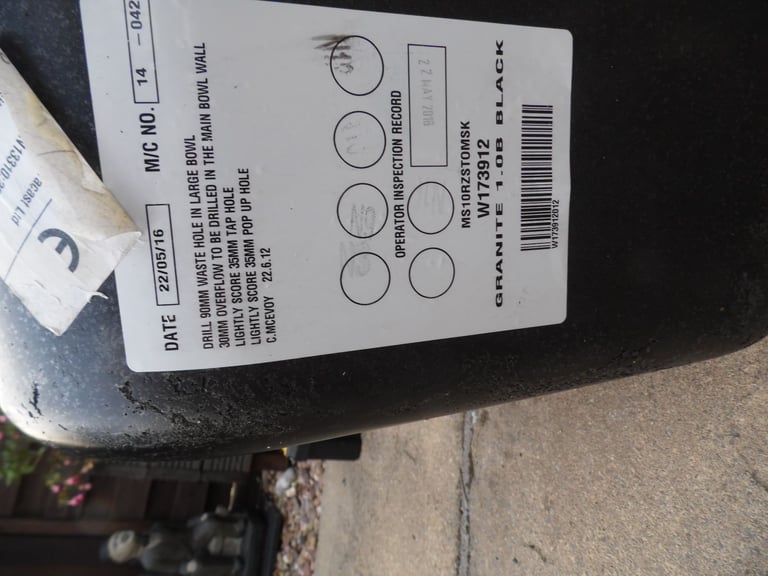 DATE 22/05/16 M/C NO. 14 - 042
DRILL 90MM WASTE HOLE IN LARGE BOWL
30MM OVERFLOW TO BE DRILLED IN THE MAIN BOWL WALL
LIGHTLY SCORE 35MM TAP HOLE
LIGHTLY SCORE 35MM POP UP HOLE
C.MCEVOY 22.6.12
OPERATOR INSPECTION RECORD
22 MAY 2016
MS10RZSTOMSK
W173912
GRANITE 1.0B BLACK
W173912012
CE